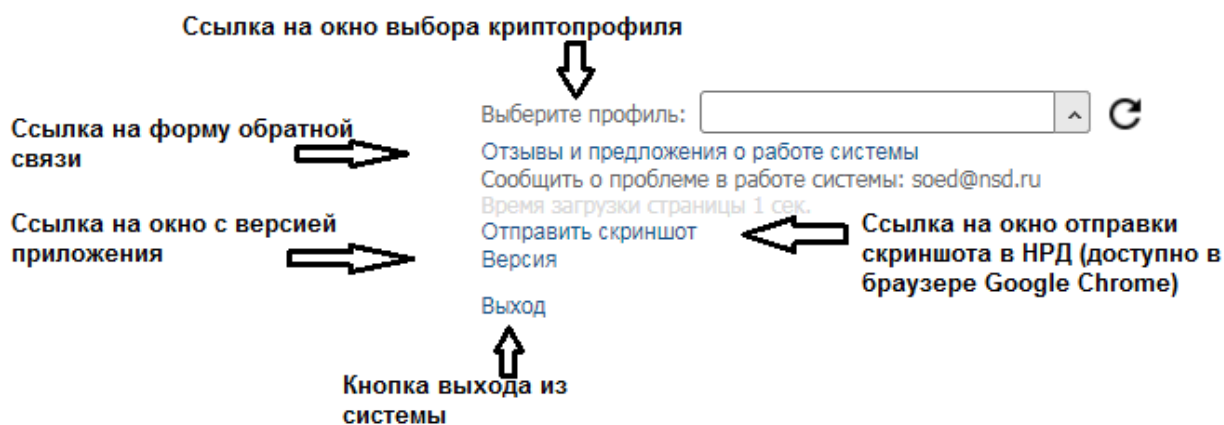 Ссылка на окно выбора криптопрофиля
Выберите профиль:
Ссылка на форму обратной
связи
Отзывы и предложения о работе системы
Сообщить о проблеме в работе системы: soed@nsd.ru
Время загрузки страницы 1 сек.
Ссылка на окно с версией
приложения
Отправить скриншот
Версия
Ссылка на окно отправки
скриншота в НРД (доступно в
браузере Google Chrome)
Выход
Кнопка выхода из
системы